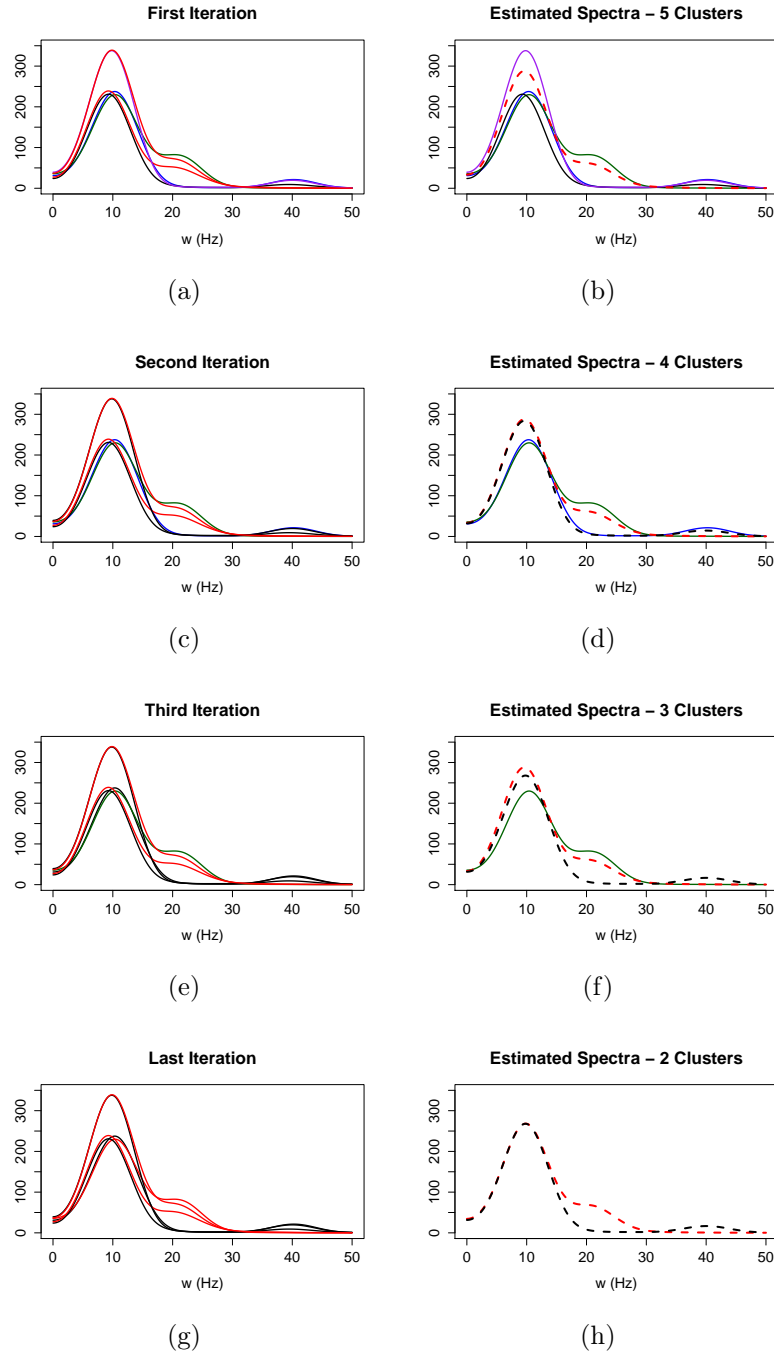 First Iteration
Estimated Spectra – 5 Clusters
0 100 200 300
0 100 200 300
0 10 20 30 40 50
0 10 20 30 40 50
w (Hz)
w (Hz)
(a)
(b)
Second Iteration
Estimated Spectra – 4 Clusters
0 100 200 300
0 100 200 300
0 10 20 30 40 50
0 10 20 30 40 50
w (Hz)
w (Hz)
(c)
(d)
Third Iteration
Estimated Spectra – 3 Clusters
0 100 200 300
0 100 200 300
0 10 20 30 40 50
0 10 20 30 40 50
w (Hz)
w (Hz)
(e)
(f)
Last Iteration
Estimated Spectra – 2 Clusters
0 100 200 300
0 100 200 300
0 10 20 30 40 50
0 10 20 30 40 50
w (Hz)
w (Hz)
(g)
(h)